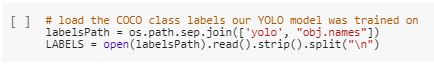 [ ] # load the COCO class labels our YOLO model was trained on
labelsPath = os.path.sep.join(['yolo', "obj.names"])
LABELS = open(labelsPath).read().strip().split("\n")